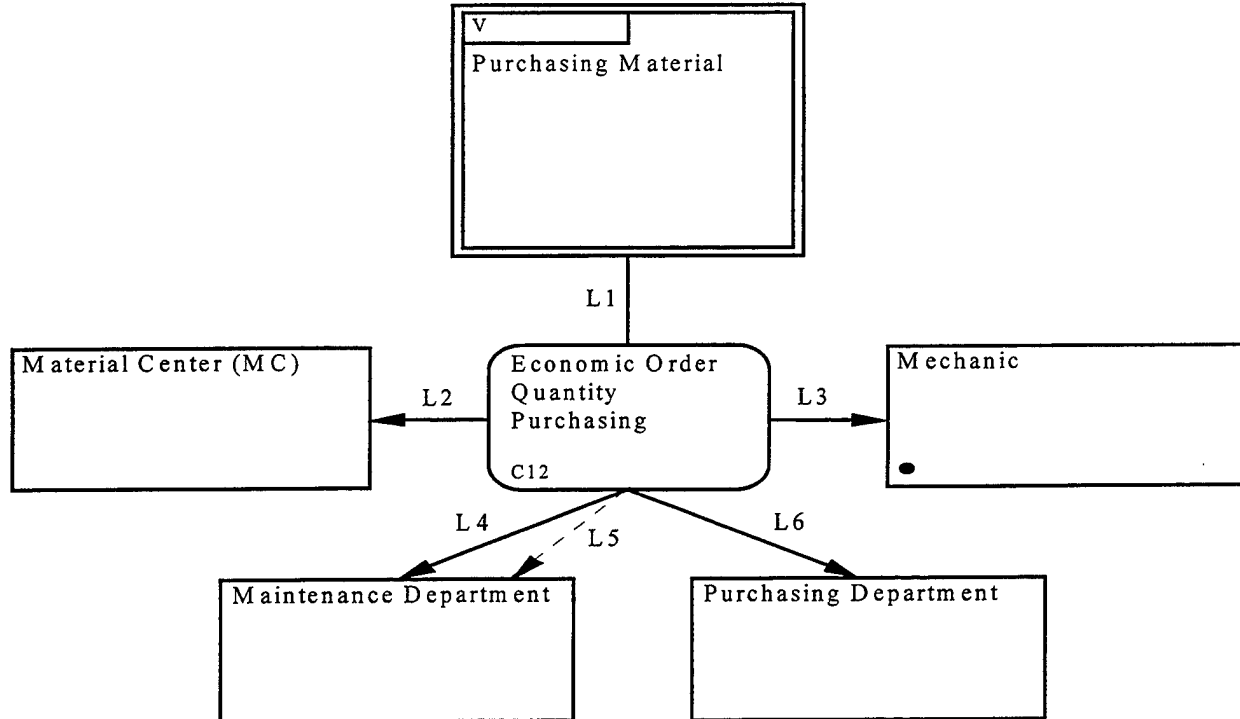 V
Purchasing Material
L1
Material Center (MC)
L2
Economic Order
Quantity
Purchasing
C12
L3
Mechanic
L4
L5
L6
Maintenance Department
Purchasing Department